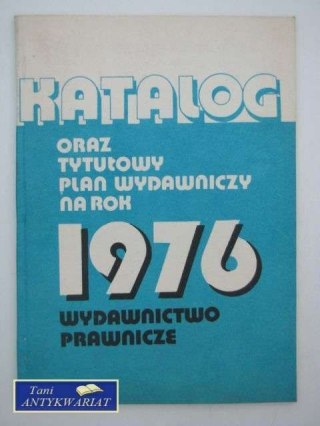 KATALOG
ORAZ
TYTUŁOWY
PLAN WYDAWNICZY
NA ROK
1976
WYDAWNICTWO
PRAWNICZE
Tani
ANTYKWARIAT